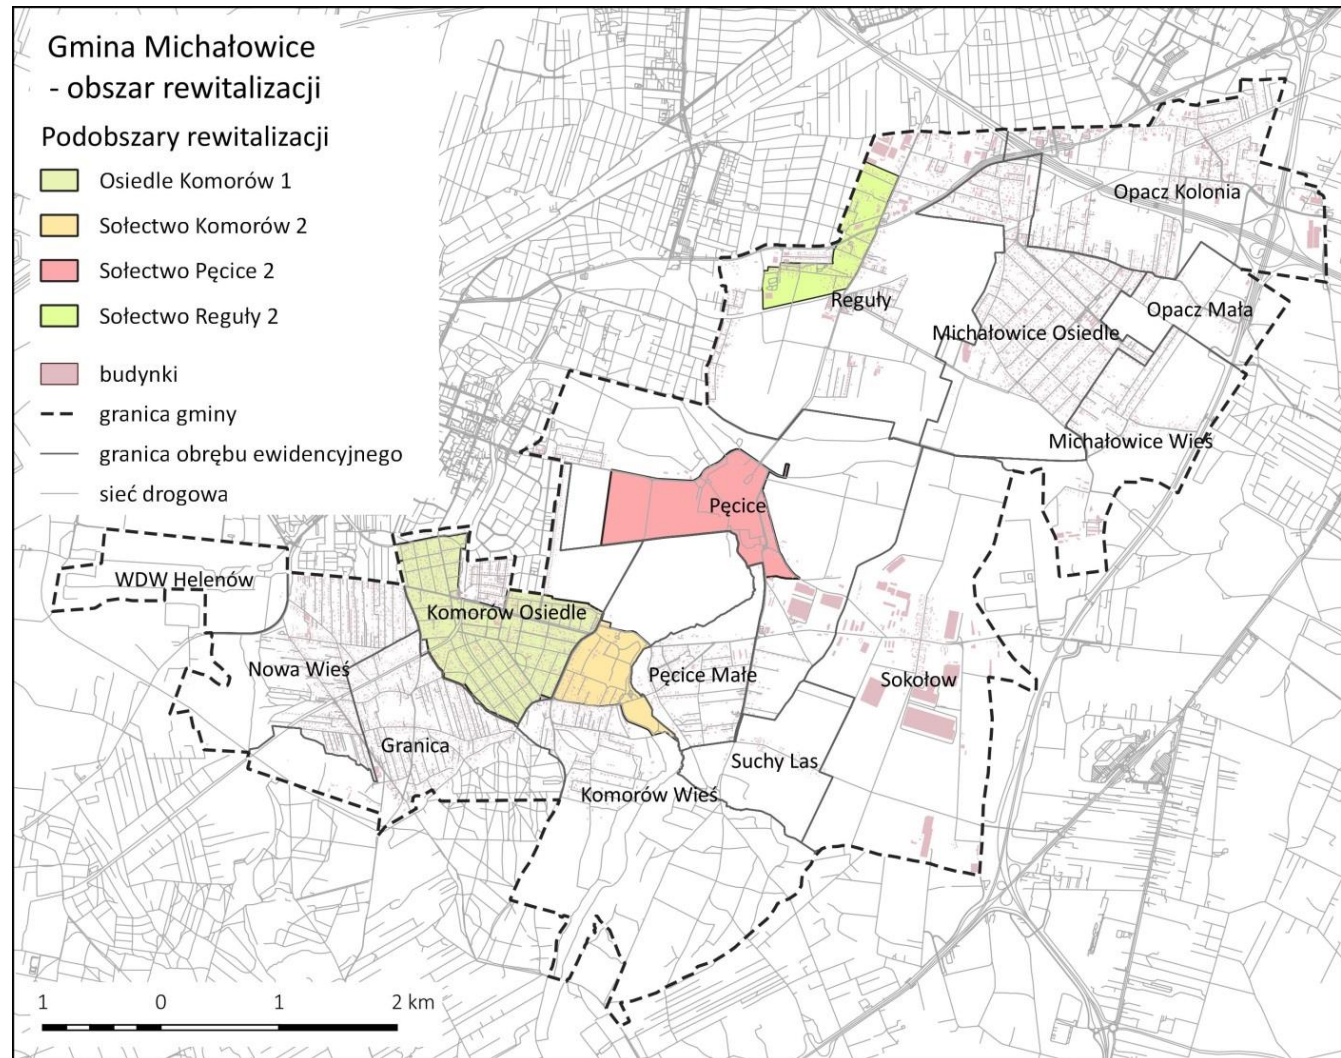 Gmina Michałowice
- obszar rewitalizacji
Podobszary rewitalizacji
Osiedle Komorów 1
Sołectwo Komorów 2
Sołectwo Pęcice 2
Sołectwo Reguły 2
budynki
granica gminy
granica obrębu ewidencyjnego
sieć drogowa
Opacz Kolonia
Reguły
Opacz Mała
Michałowice Osiedle
Michałowice Wieś
Pęcice
WDW Helenów
Komorów Osiedle
Nowa Wieś
Pęcice Małe
Sokołow
Granica
Suchy Las
Komorów Wieś
1 0 1 2 km